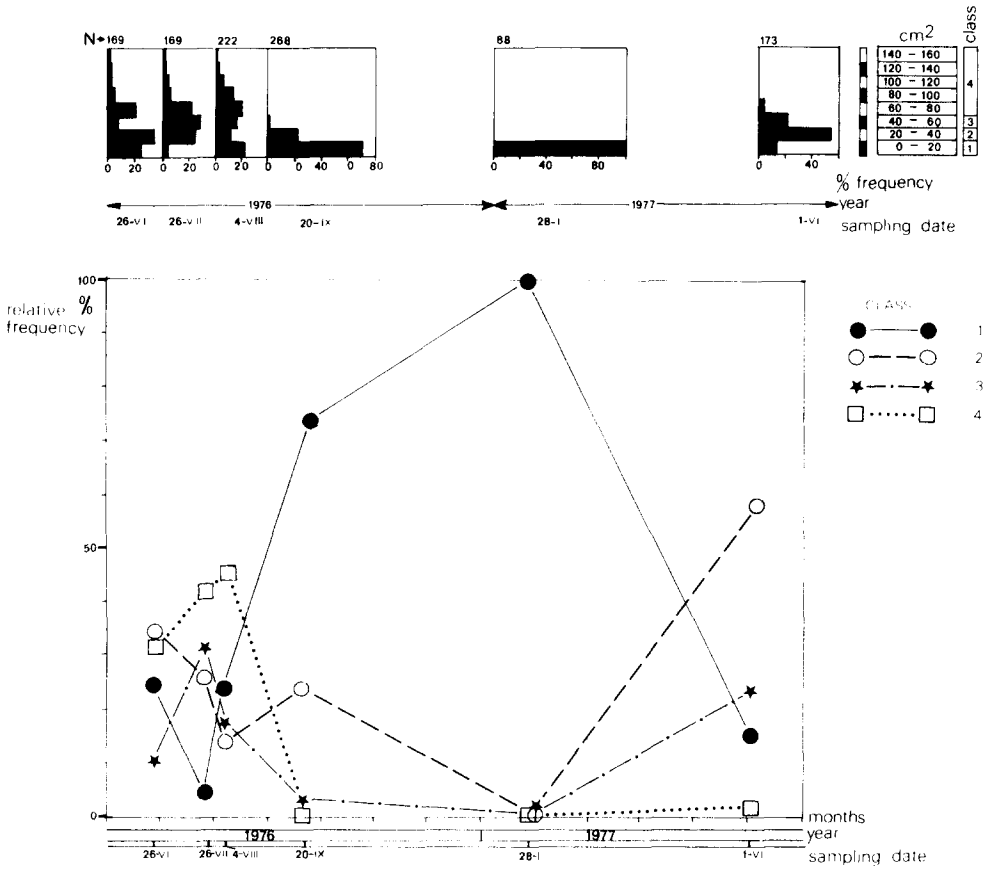 N 169 169 222 268 88 173
cm2 class
140 - 160
120 - 140
100 - 120 4
80 - 100
60 - 80
40 - 60 3
20 - 40 2
0 - 20 1
0 20 0 20 0 20 0 20 40 60 80 0 20 40 60 80 0 40
% frequency
1976 1977 year
26-VI 26-VII 4-VIII 20-IX 28-I 1-VI sampling date
100
relative %
frequency
CLASS
1
2
3
4
50
0
months
1976 1977 year
26-VI 26-VII 4-VIII 20-IX 28-I 1-VI sampling date